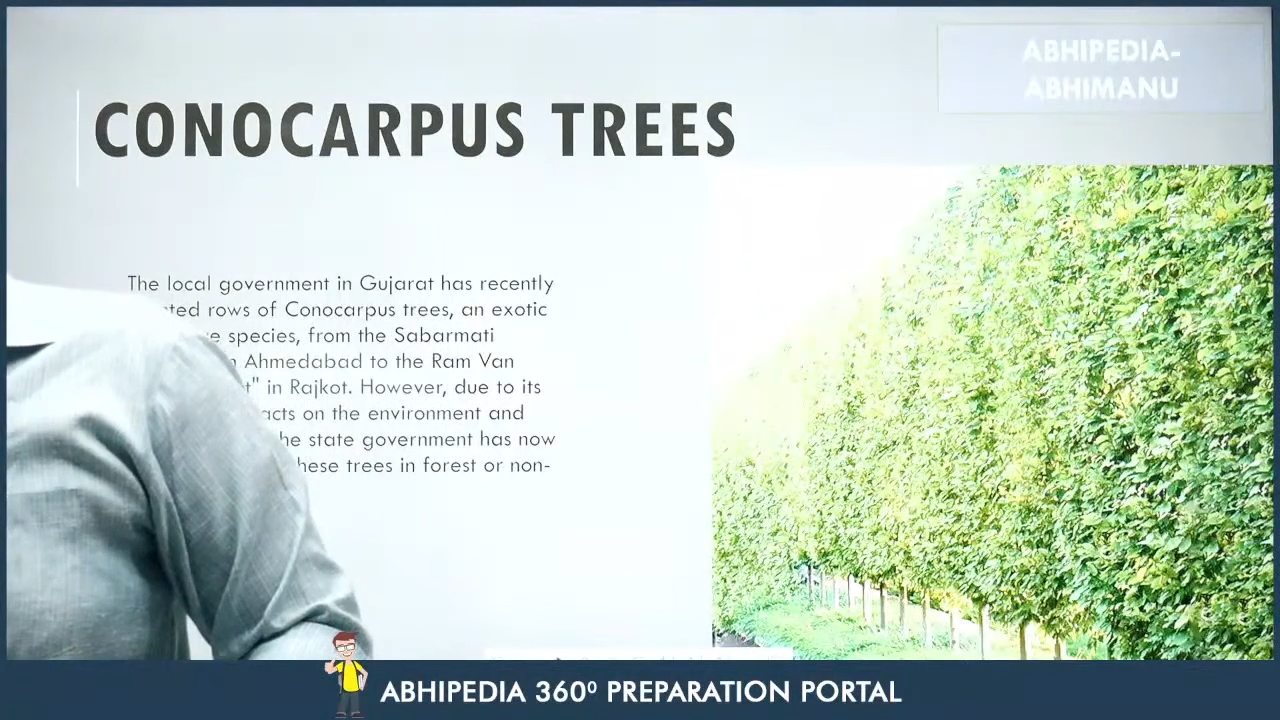 ABHIPEDIA-
ABHIMANU
CONOCARPUS TREES
The local government in Gujarat has recently
rows of Conocarpus trees, an exotic
species, from the Sabarmati
Ahmedabad to the Ram Van
in Rajkot. However, due to its
on the environment and
state government has now
trees in forest or non-
ABHIPEDIA 360⁰ PREPARATION PORTAL